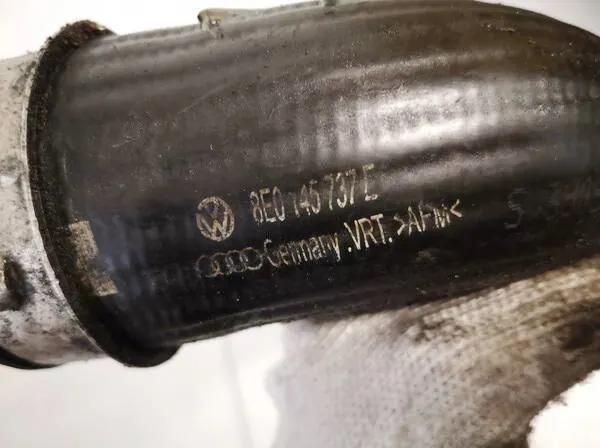 8E0 145 737 E
Germany .VRT. >AFM<